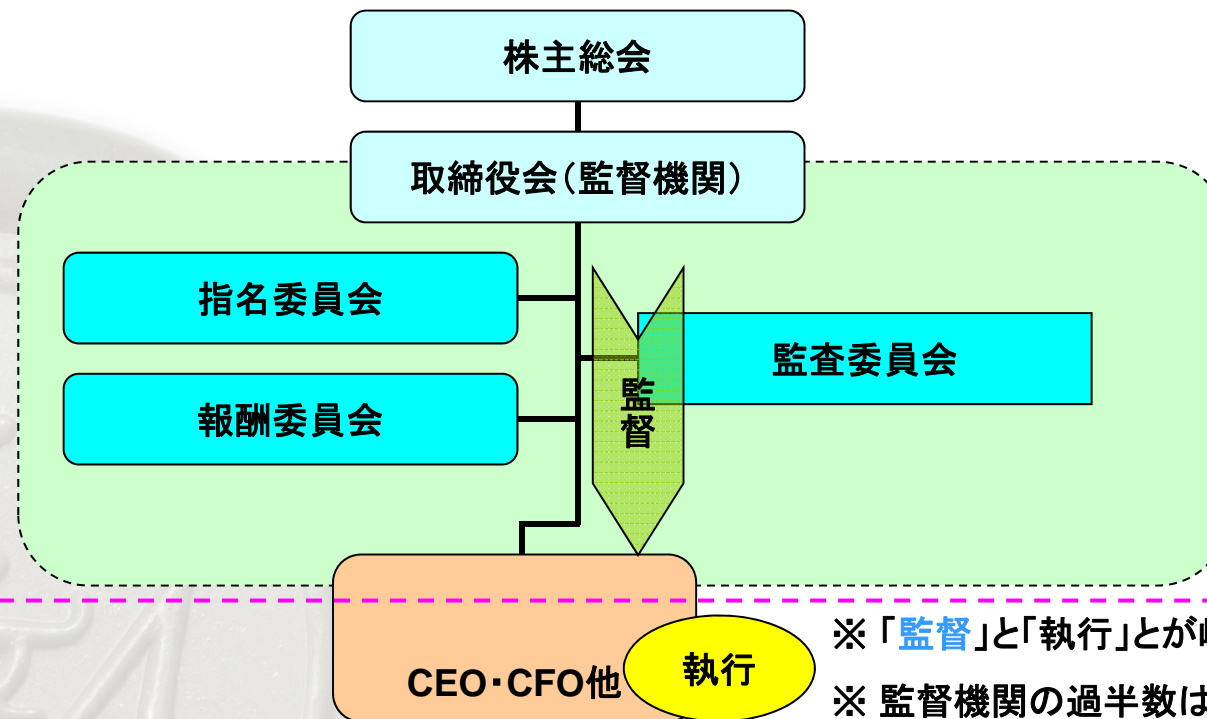 株主総会
取締役会（監督機関）
指名委員会
監査委員会
報酬委員会
監督
CEO・CFO他
執行
※「監督」と「執行」とが
※ 監督機関の過半数は